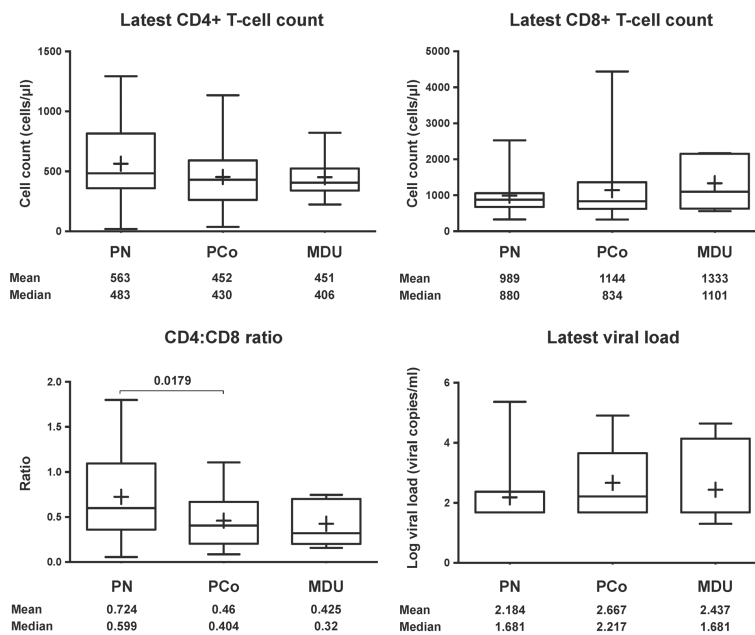 Latest CD4+ T-cell count
Cell count (cells/µl)
1500
1000
500
0
PN PCo MDU
Mean 563 452 451
Median 483 430 406
Latest CD8+ T-cell count
Cell count (cells/µl)
5000
4000
3000
2000
1000
0
PN PCo MDU
Mean 989 1144 1333
Median 880 834 1101
CD4:CD8 ratio
Ratio
2.0
1.5
1.0
0.5
0.0
0.0179
PN PCo MDU
Mean 0.724 0.46 0.425
Median 0.599 0.404 0.32
Latest viral load
Log viral load (viral copies/ml)
6
4
2
0
PN PCo MDU
Mean 2.184 2.667 2.437
Median 1.681 2.217 1.681